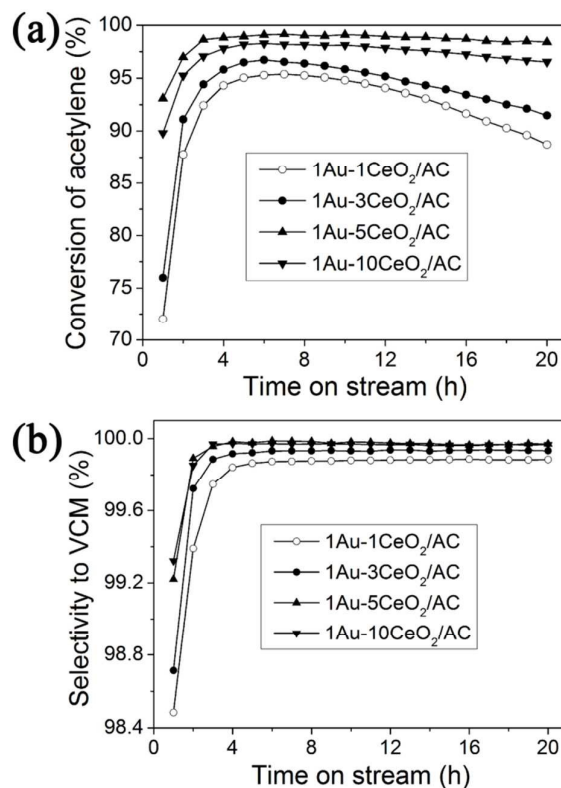 (a)
Conversion of acetylene (%)
100
95
90
85
80
75
70
1Au-1CeO₂/AC
1Au-3CeO₂/AC
1Au-5CeO₂/AC
1Au-10CeO₂/AC
0 4 8 12 16 20
Time on stream (h)
(b)
Selectivity to VCM (%)
100.0
99.6
99.2
98.8
98.4
1Au-1CeO₂/AC
1Au-3CeO₂/AC
1Au-5CeO₂/AC
1Au-10CeO₂/AC
0 4 8 12 16 20
Time on stream (h)